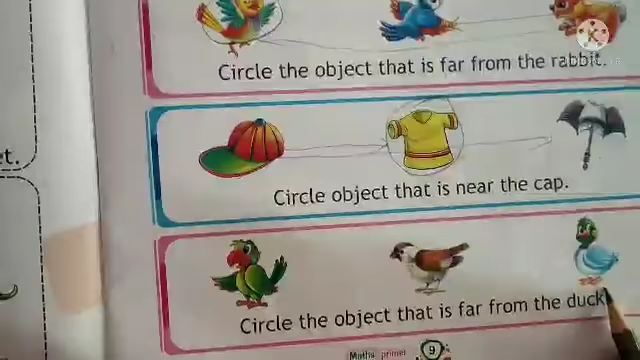 Circle the object that is far from the rabbit.
et.
Circle object that is near the cap.
Circle the object that is far from the duck
Maths primer 9
K